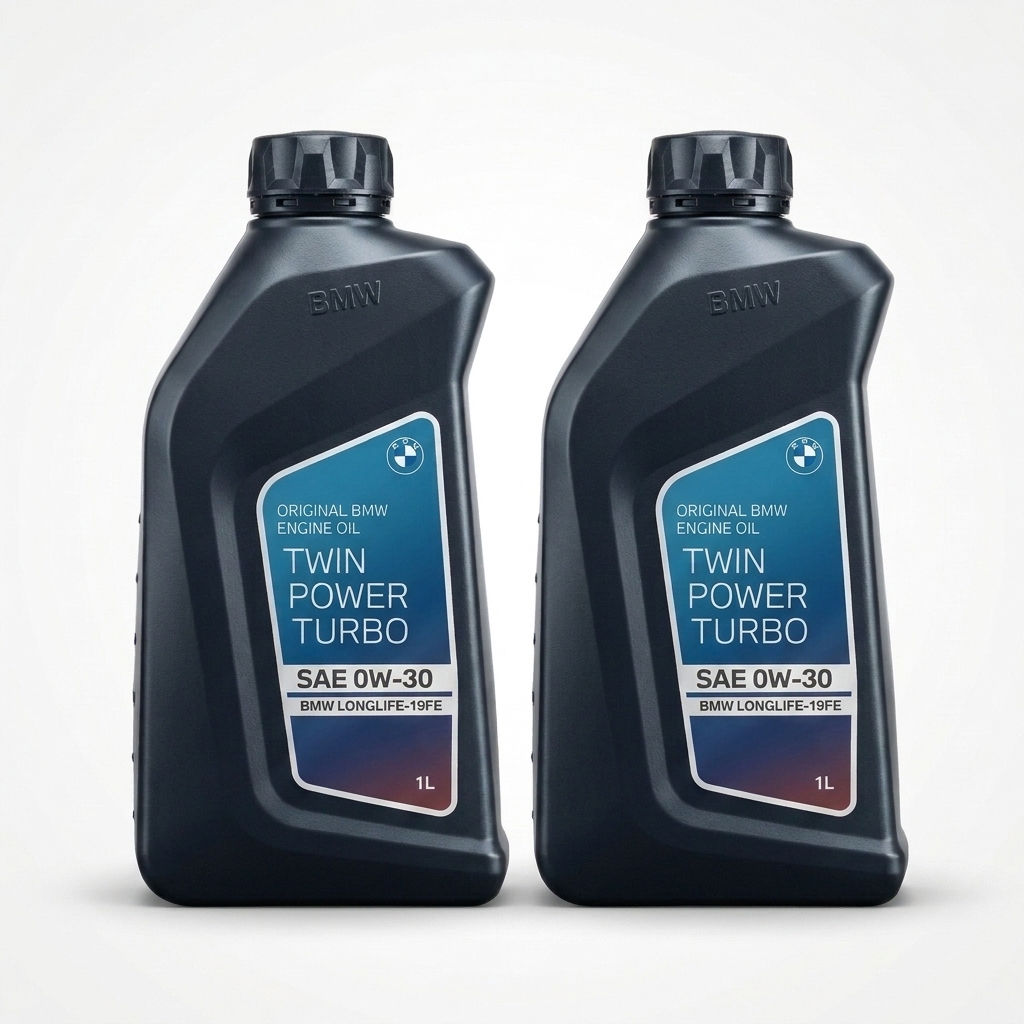 BMW
ORIGINAL BMW
ENGINE OIL
TWIN
POWER
TURBO
SAE 0W-30
BMW LONGLIFE-19FE
1L
BMW
ORIGINAL BMW
ENGINE OIL
TWIN
POWER
TURBO
SAE 0W-30
BMW LONGLIFE-19FE
1L